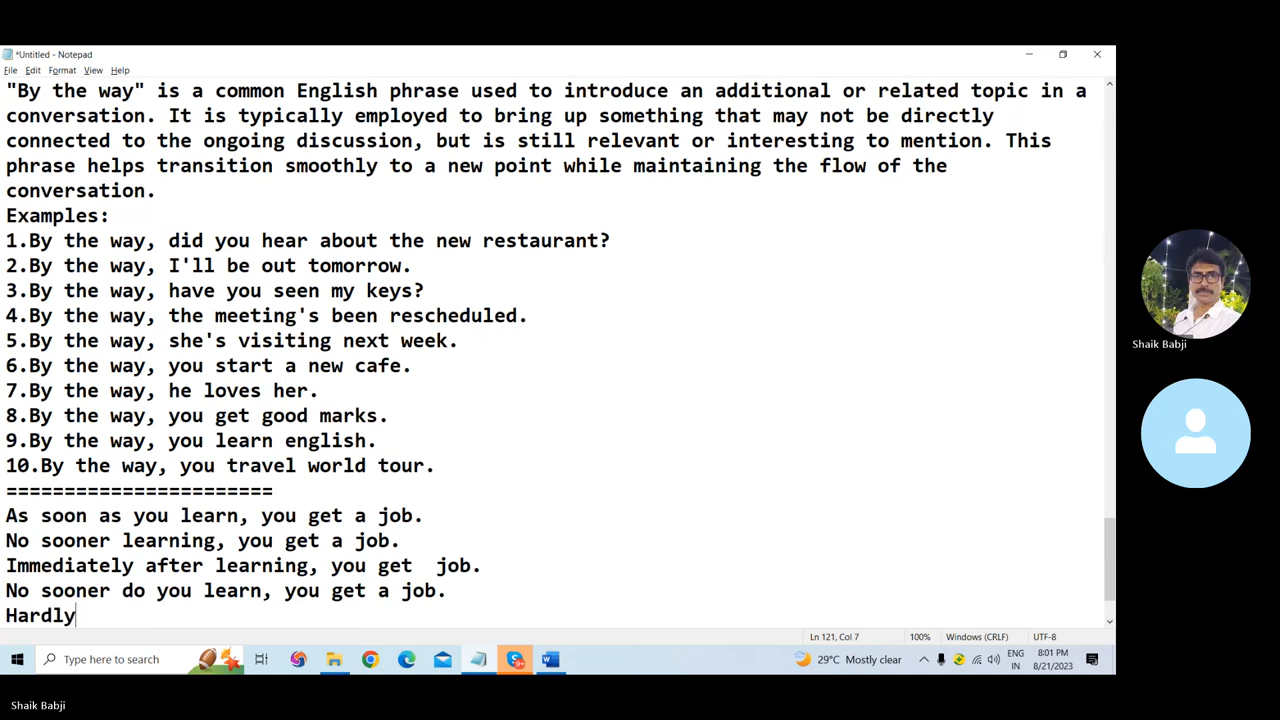 *Untitled - Notepad
File Edit Format View Help
"By the way" is a common English phrase used to introduce an additional or related topic in a
conversation. It is typically employed to bring up something that may not be directly
connected to the ongoing discussion, but is still relevant or interesting to mention. This
phrase helps transition smoothly to a new point while maintaining the flow of the
conversation.
Examples:
1.By the way, did you hear about the new restaurant?
2.By the way, I'll be out tomorrow.
3.By the way, have you seen my keys?
4.By the way, the meeting's been rescheduled.
5.By the way, she's visiting next week.
6.By the way, you start a new cafe.
7.By the way, he loves her.
8.By the way, you get good marks.
9.By the way, you learn english.
10.By the way, you travel world tour.
=======================
As soon as you learn, you get a job.
No sooner learning, you get a job.
Immediately after learning, you get  job.
No sooner do you learn, you get a job.
Hardly
Ln 121, Col 7 100% Windows (CRLF) UTF-8
Type here to search 29°C Mostly clear ENG IN 8:01 PM 8/21/2023
Shaik Babji
Shaik Babji